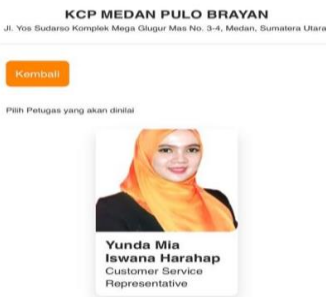 KCP MEDAN PULO BRAYAN
Jl. Yos Sudarso Komplek Mega Glugur Mas No. 3-4, Medan, Sumatera Utara
Kembali
Pilih Petugas yang akan dinilai
Yunda Mia
Iswana Harahap
Customer Service
Representative